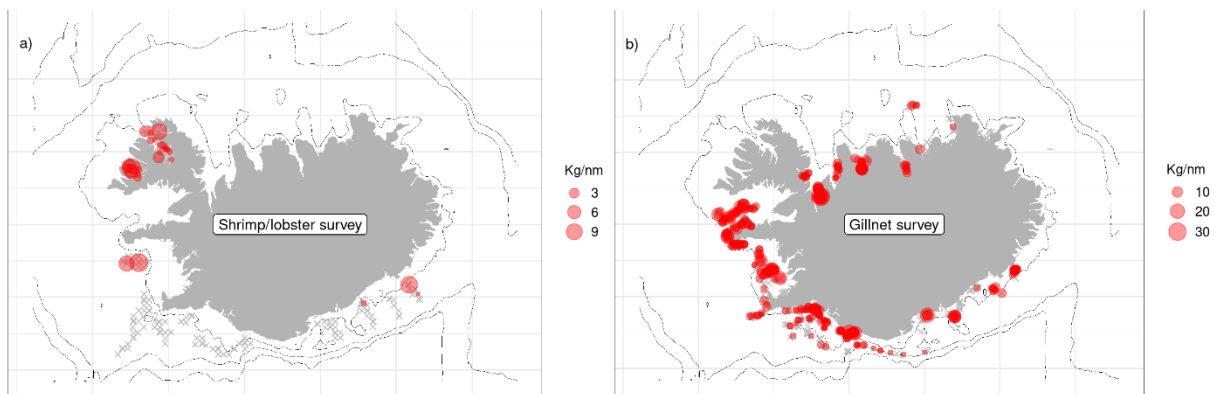 a)
Shrimp/lobster survey
Kg/nm
3
6
9
b)
Gillnet survey
Kg/nm
10
20
30